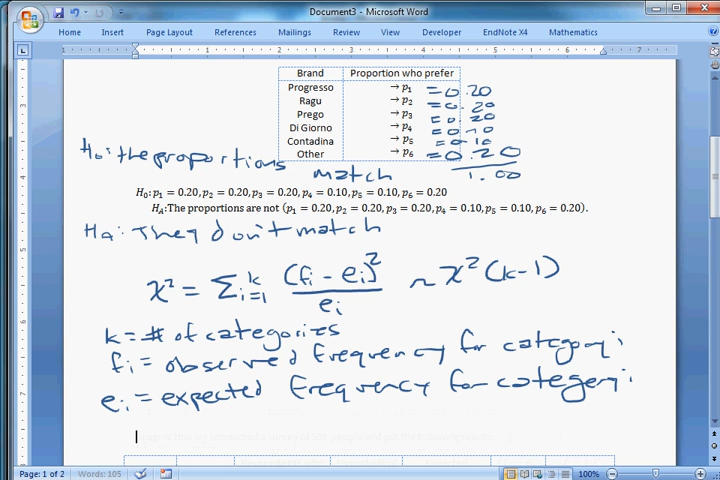 Document3 - Microsoft Word
Home Insert Page Layout References Mailings Review View Developer EndNote X4 Mathematics
Brand Proportion who prefer
Progresso → p₁ = 0.20
Ragu → p₂ = 0.20
Prego → p₃ = 0.20
Di Giorno → p₄ = 0.10
Contadina → p₅ = 0.10
Other → p₆ = 0.20
1.00
H₀: the proportions match
H₀: p₁ = 0.20, p₂ = 0.20, p₃ = 0.20, p₄ = 0.10, p₅ = 0.10, p₆ = 0.20
H_A: The proportions are not (p₁ = 0.20, p₂ = 0.20, p₃ = 0.20, p₄ = 0.10, p₅ = 0.10, p₆ = 0.20).
H_A: They don't match
χ² = Σᵢ₌₁ᵏ (fᵢ - eᵢ)² / eᵢ ~ χ²(k-1)
k = # of categories
fᵢ = observed frequency for category i
eᵢ = expected frequency for category i
Page: 1 of 2 Words: 105 100%